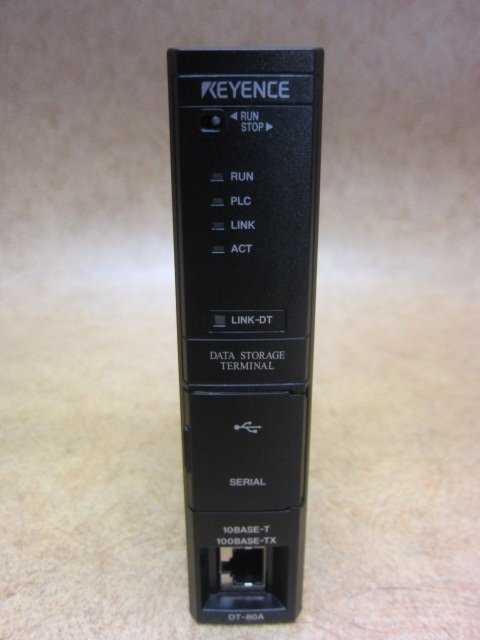 KEYENCE
◀ RUN
STOP ▶
RUN
PLC
LINK
ACT
LINK-DT
DATA STORAGE
TERMINAL
SERIAL
10BASE-T
100BASE-TX
DT-80A